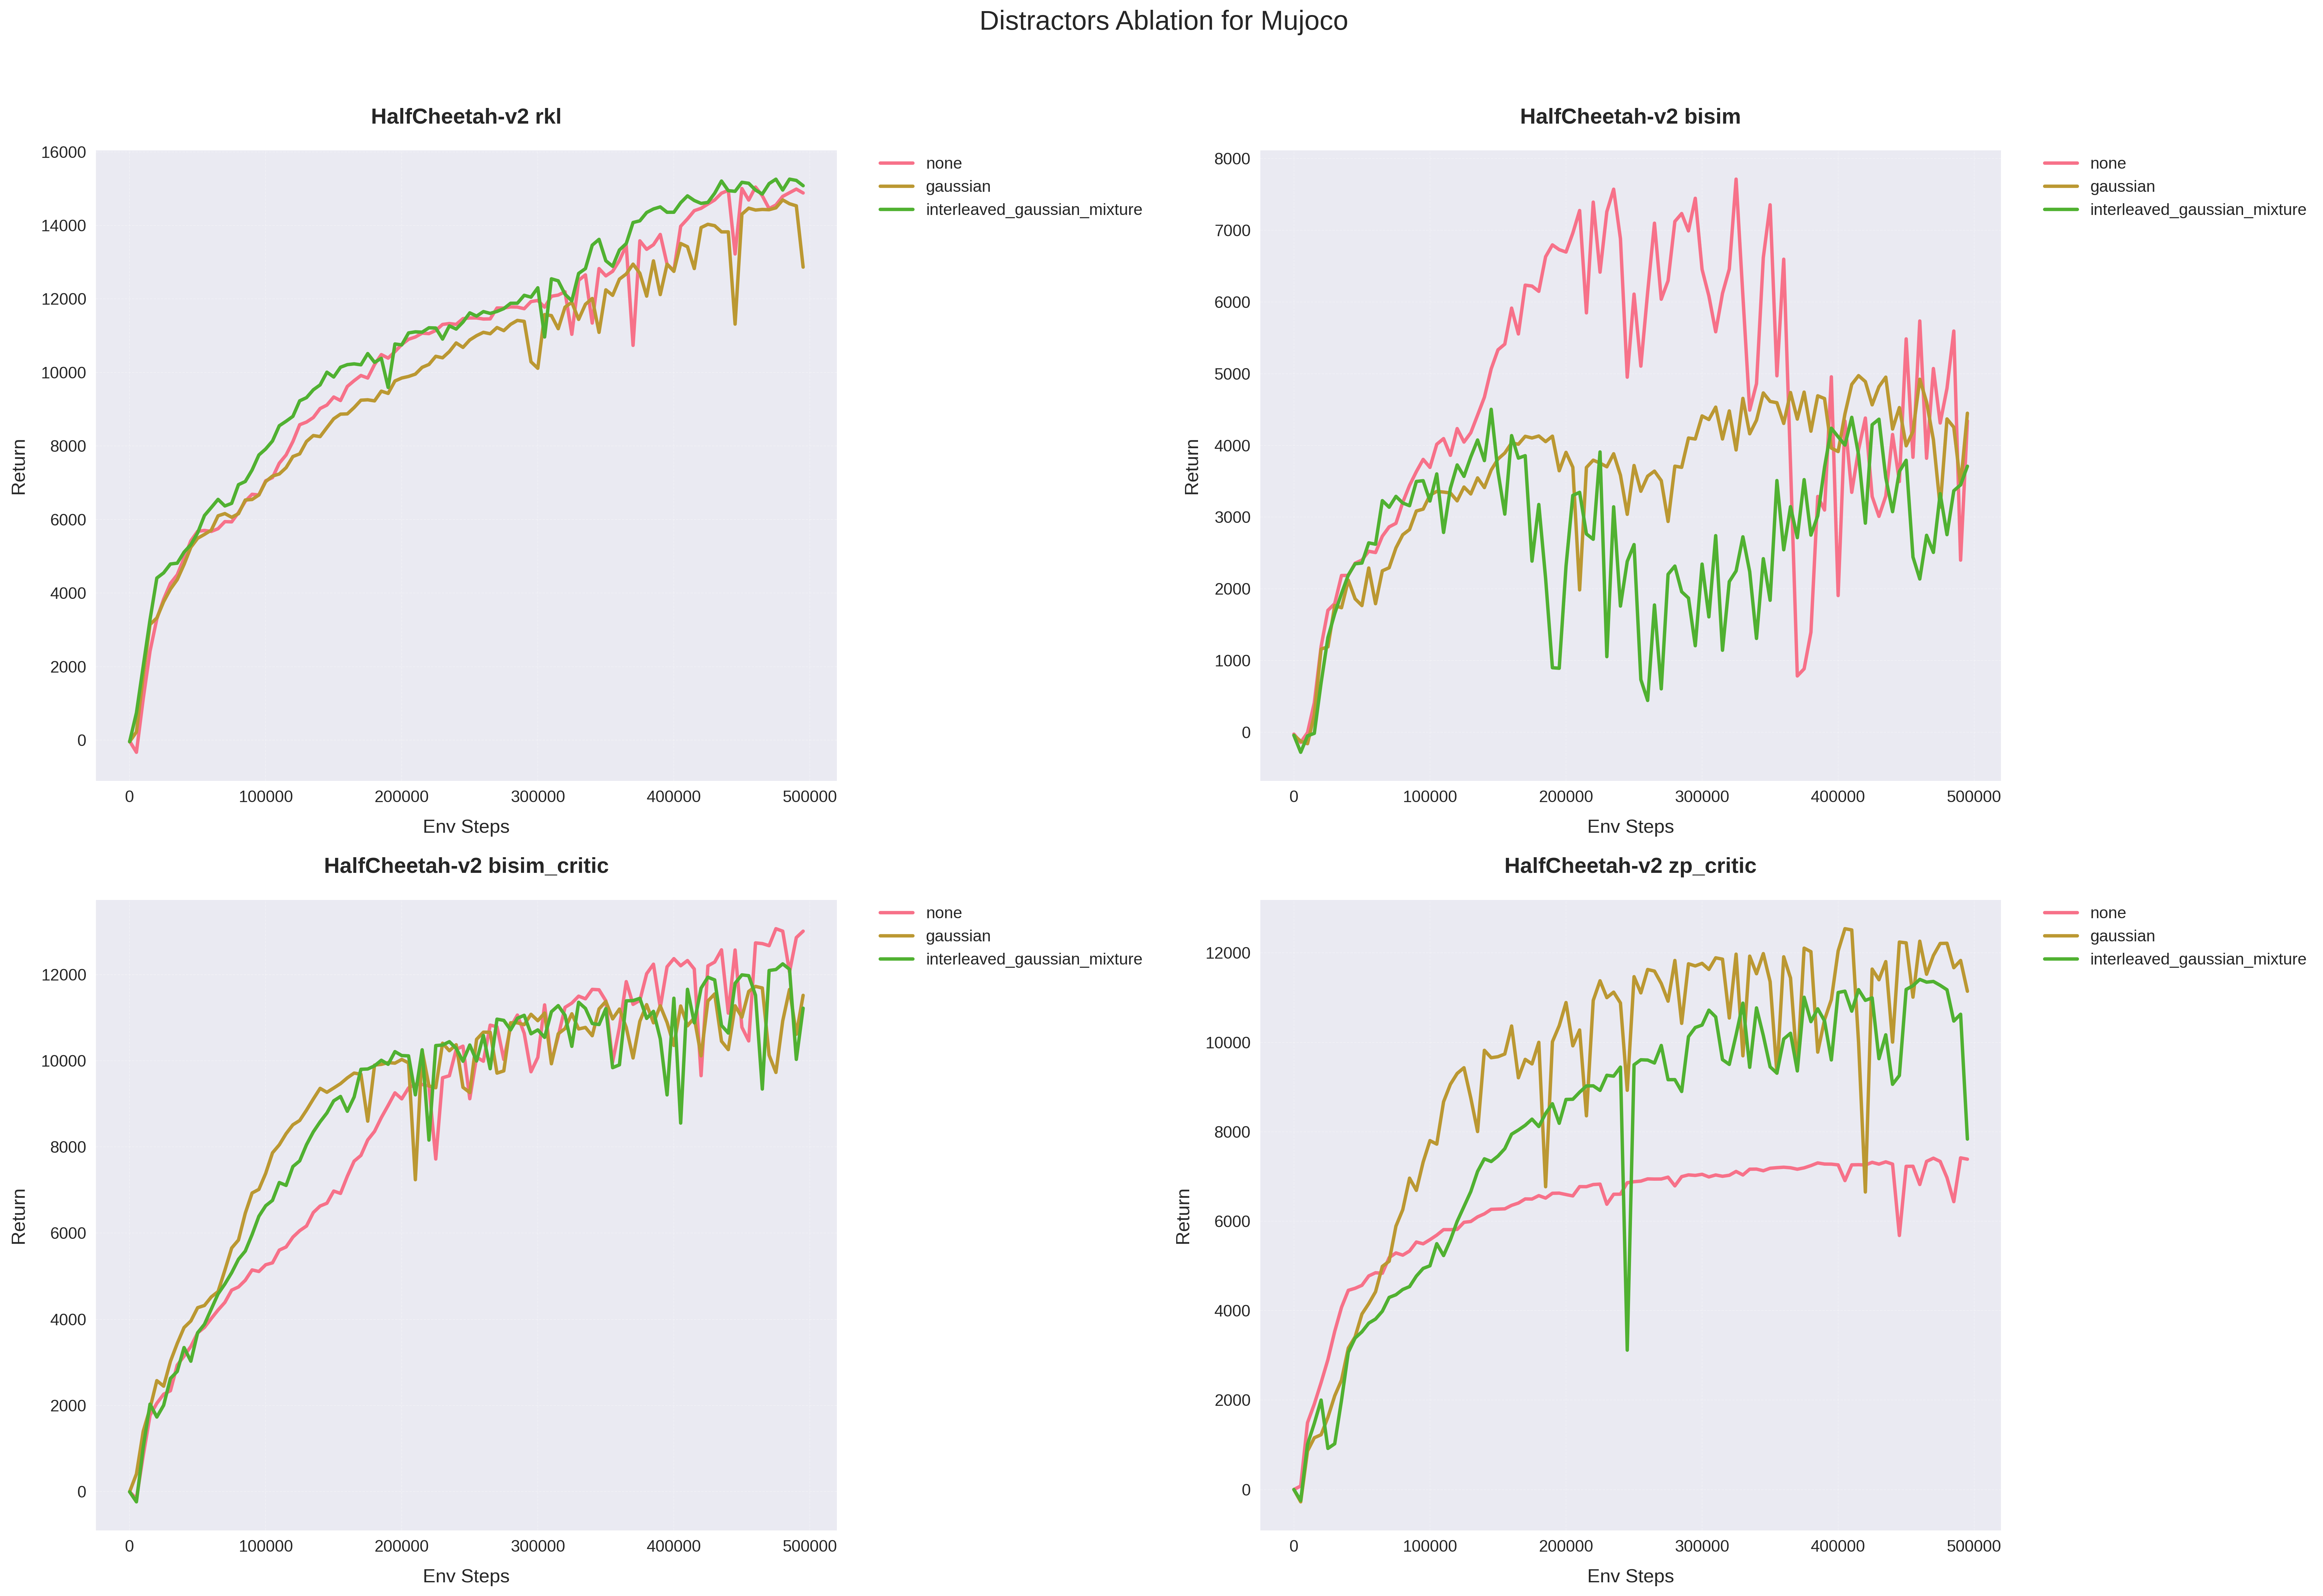 Distractors Ablation for Mujoco
HalfCheetah-v2 rkl
16000
14000
12000
10000
8000
6000
4000
2000
0
Return
0 100000 200000 300000 400000 500000
Env Steps
none
gaussian
interleaved_gaussian_mixture
HalfCheetah-v2 bisim
8000
7000
6000
5000
4000
3000
2000
1000
0
Return
0 100000 200000 300000 400000 500000
Env Steps
none
gaussian
interleaved_gaussian_mixture
HalfCheetah-v2 bisim_critic
12000
10000
8000
6000
4000
2000
0
Return
0 100000 200000 300000 400000 500000
Env Steps
none
gaussian
interleaved_gaussian_mixture
HalfCheetah-v2 zp_critic
12000
10000
8000
6000
4000
2000
0
Return
0 100000 200000 300000 400000 500000
Env Steps
none
gaussian
interleaved_gaussian_mixture